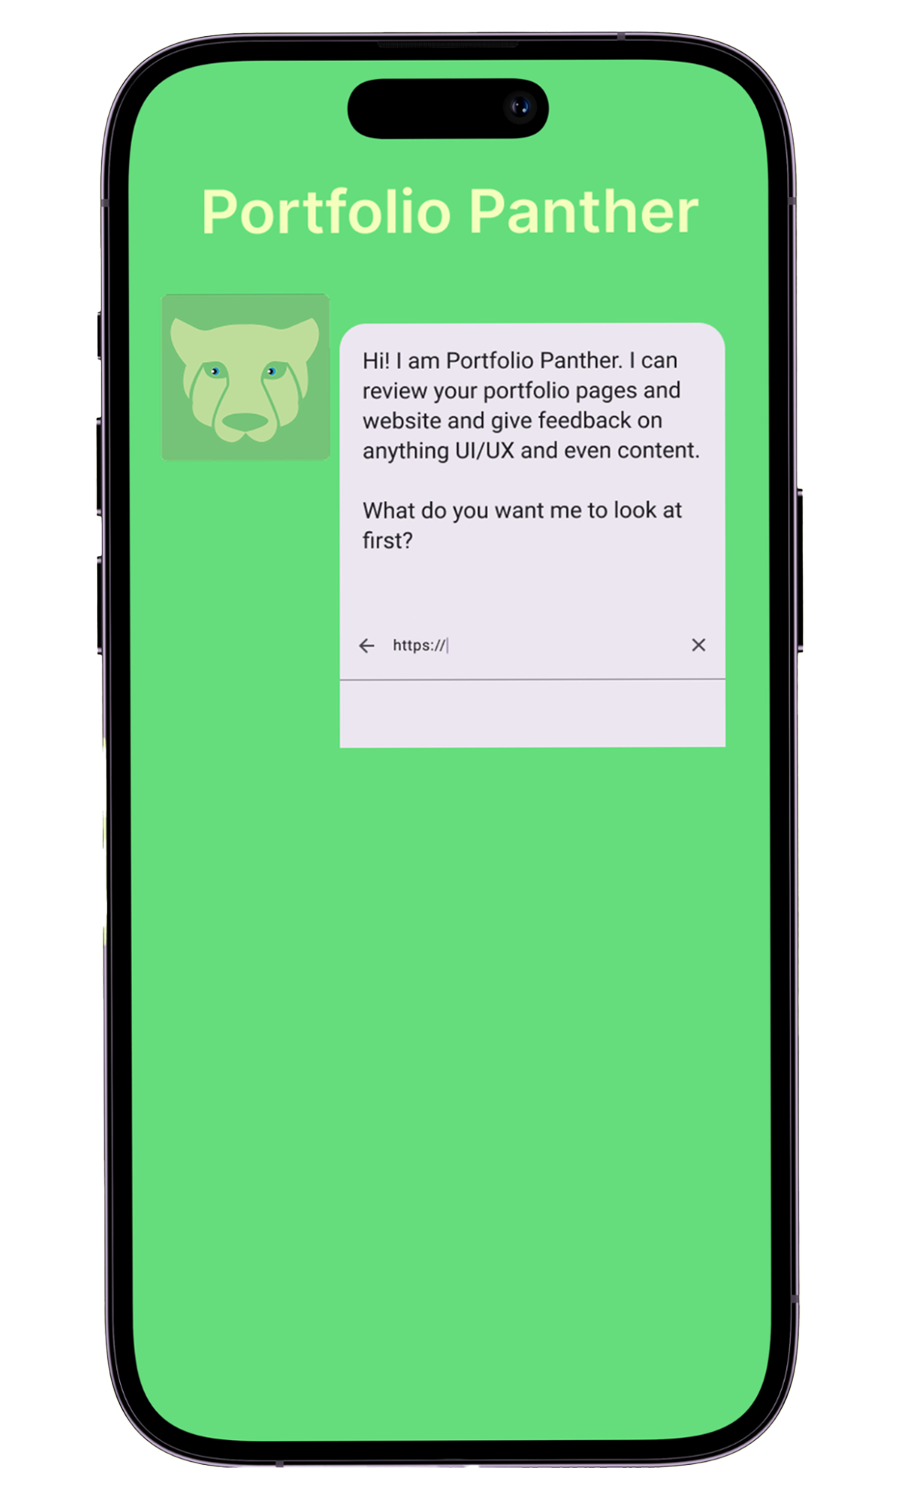 Portfolio Panther
Hi! I am Portfolio Panther. I can
review your portfolio pages and
website and give feedback on
anything UI/UX and even content.
What do you want me to look at
first?
https://